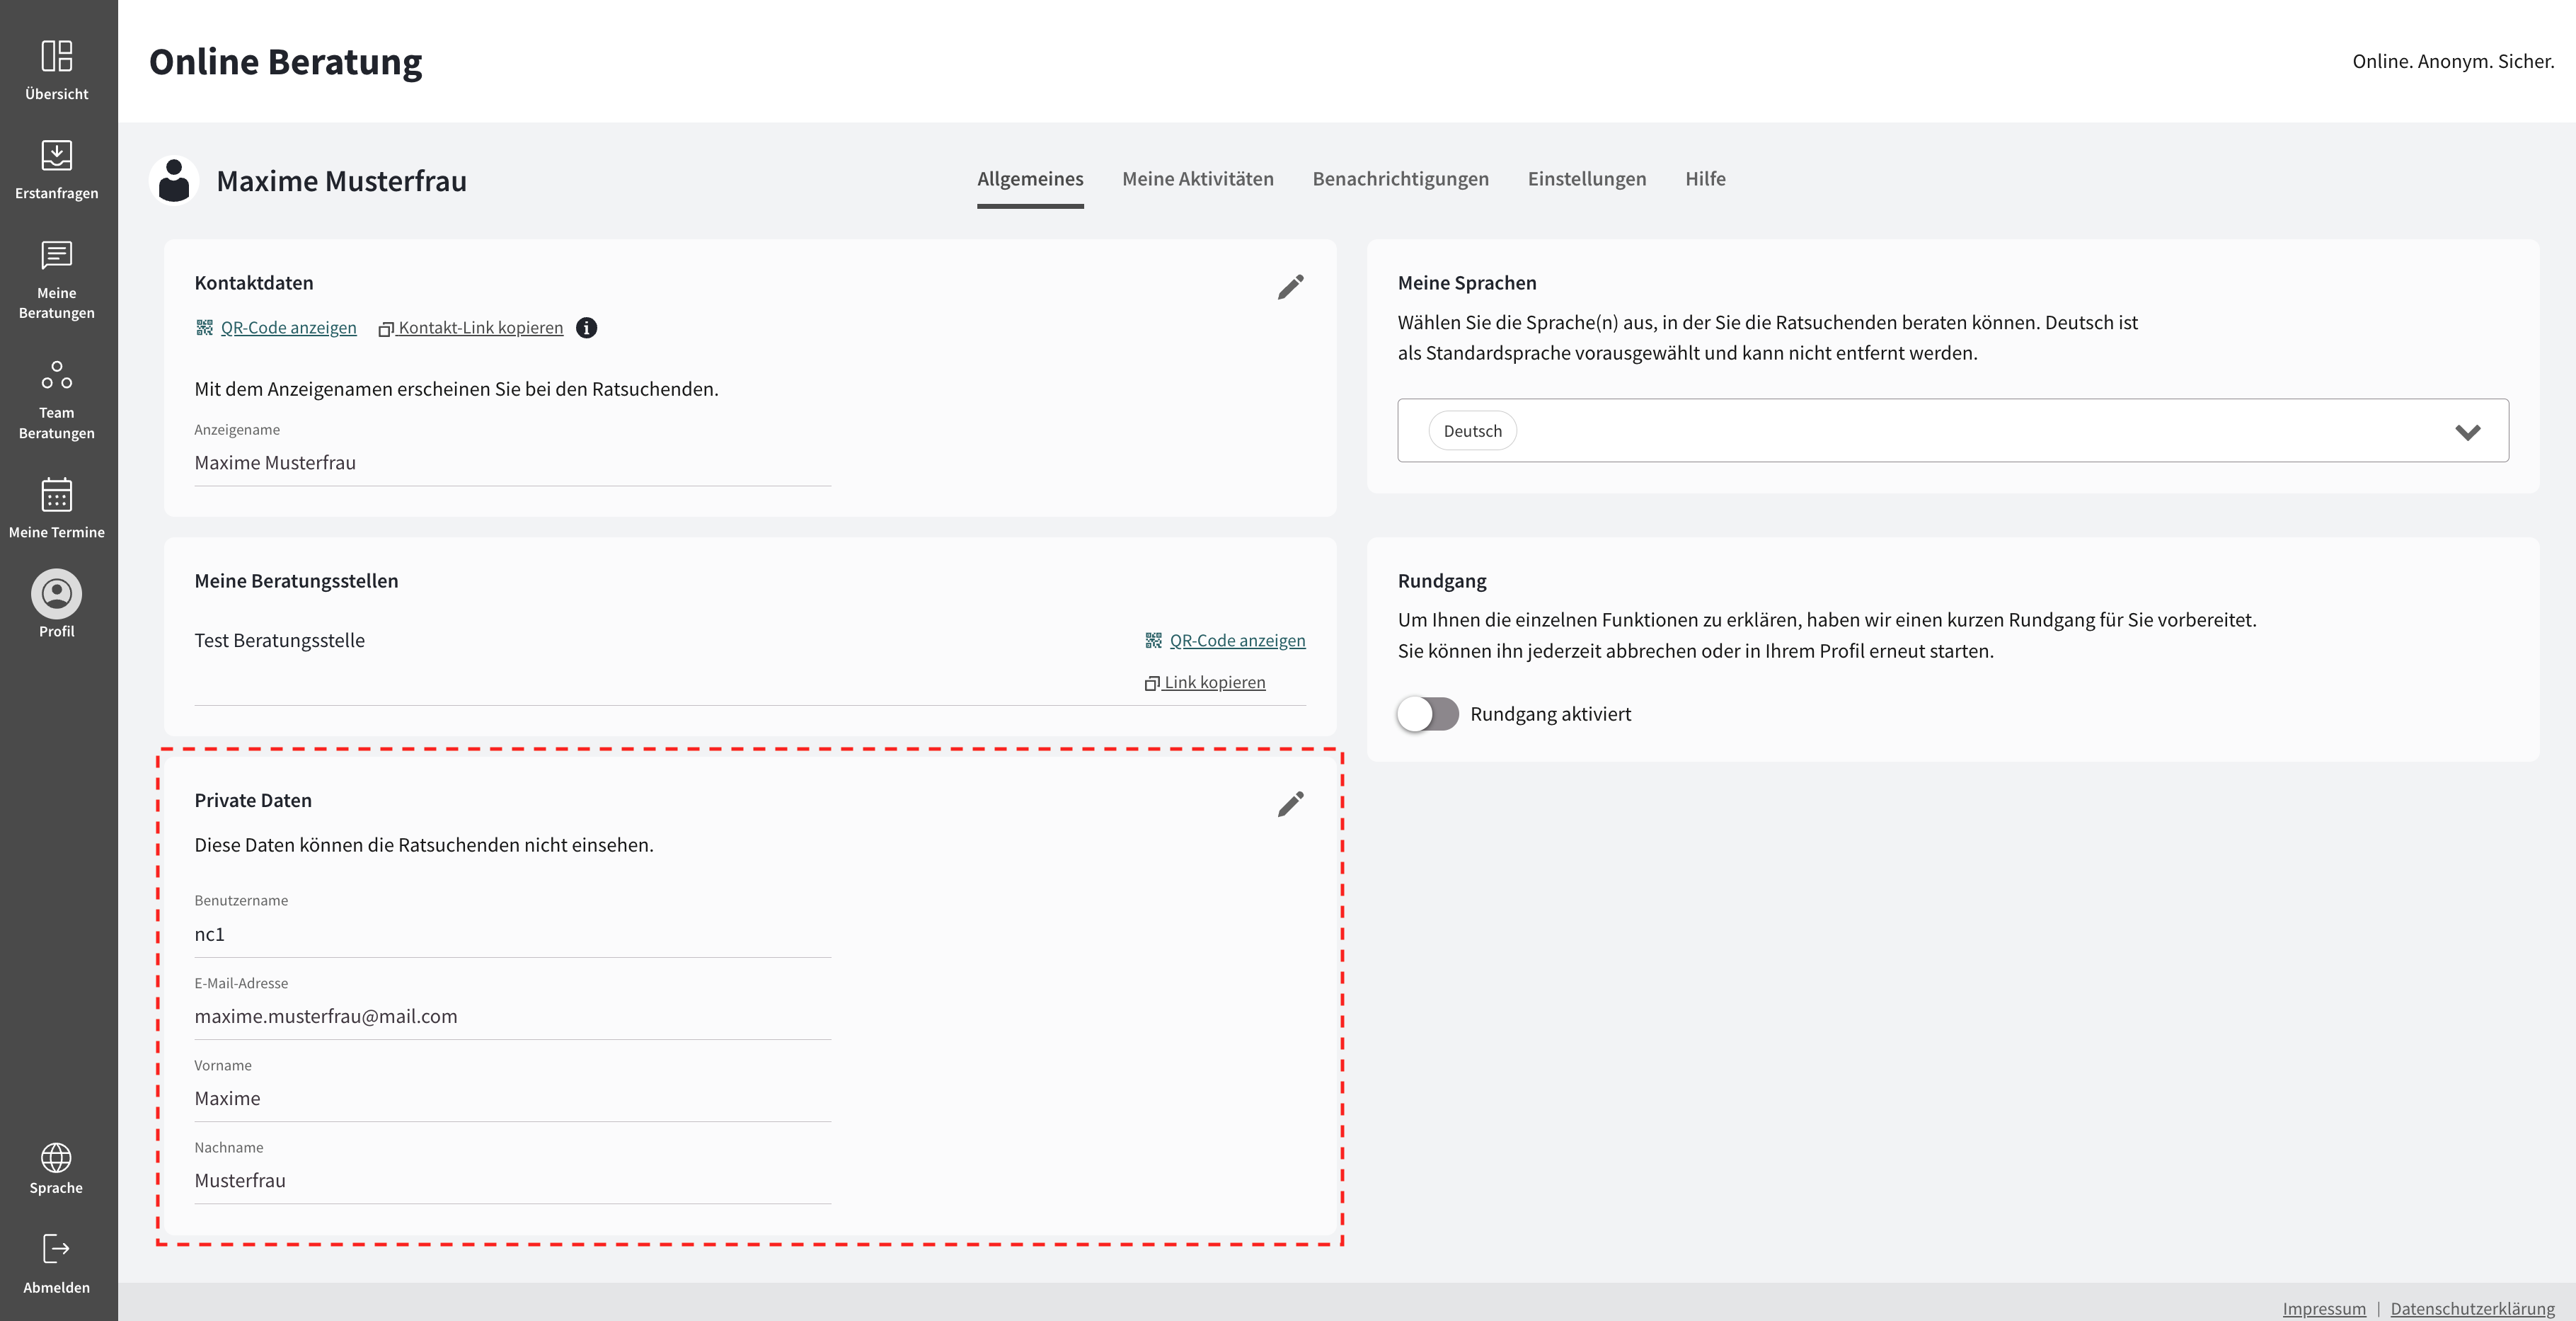 Übersicht
Erstanfragen
Meine
Beratungen
Team
Beratungen
Meine Termine
Profil
Sprache
Abmelden
Online Beratung
Online. Anonym. Sicher.
Maxime Musterfrau
Allgemeines
Meine Aktivitäten
Benachrichtigungen
Einstellungen
Hilfe
Kontaktdaten
QR-Code anzeigen
Kontakt-Link kopieren
Mit dem Anzeigenamen erscheinen Sie bei den Ratsuchenden.
Anzeigename
Maxime Musterfrau
Meine Beratungsstellen
Test Beratungsstelle
QR-Code anzeigen
Link kopieren
Private Daten
Diese Daten können die Ratsuchenden nicht einsehen.
Benutzername
nc1
E-Mail-Adresse
maxime.musterfrau@mail.com
Vorname
Maxime
Nachname
Musterfrau
Meine Sprachen
Wählen Sie die Sprache(n) aus, in der Sie die Ratsuchenden beraten können. Deutsch ist
als Standardsprache vorausgewählt und kann nicht entfernt werden.
Deutsch
Rundgang
Um Ihnen die einzelnen Funktionen zu erklären, haben wir einen kurzen Rundgang für Sie vorbereitet.
Sie können ihn jederzeit abbrechen oder in Ihrem Profil erneut starten.
Rundgang aktiviert
Impressum | Datenschutzerklärung